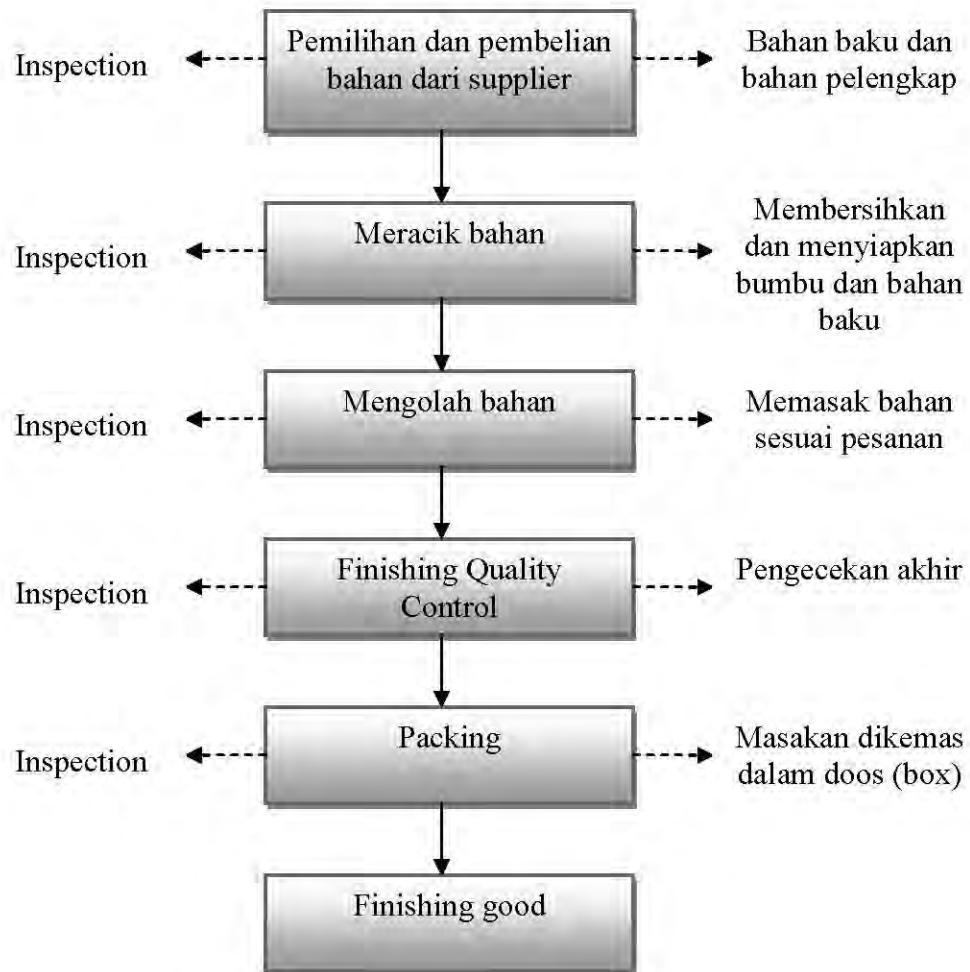 Inspection
Pemilihan dan pembelian
bahan dari supplier
Bahan baku dan
bahan pelengkap
Inspection
Meracik bahan
Membersihkan
dan menyiapkan
bumbu dan bahan
baku
Inspection
Mengolah bahan
Memasak bahan
sesuai pesanan
Inspection
Finishing Quality
Control
Pengecekan akhir
Inspection
Packing
Masakan dikemas
dalam doos (box)
Finishing good